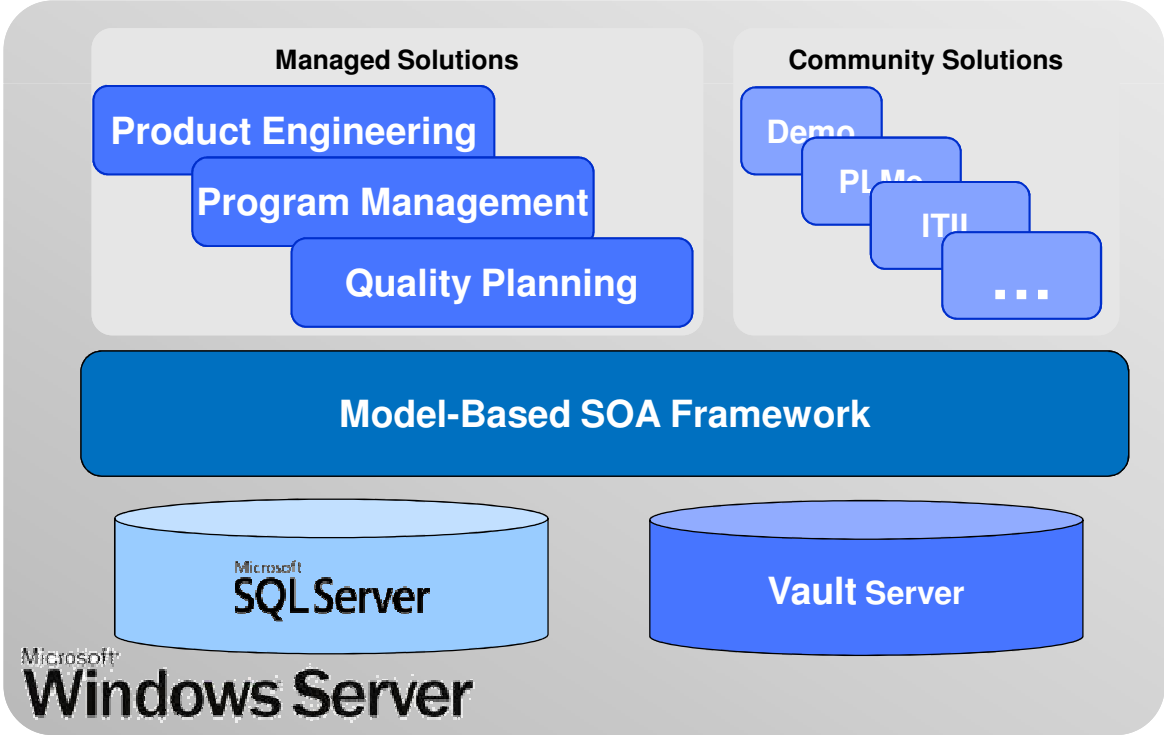 Managed Solutions
Community Solutions
Product Engineering
Program Management
Quality Planning
Demo
PLMe
ITIL
...
Model-Based SOA Framework
Microsoft
SQL Server
Vault Server
Microsoft
Windows Server